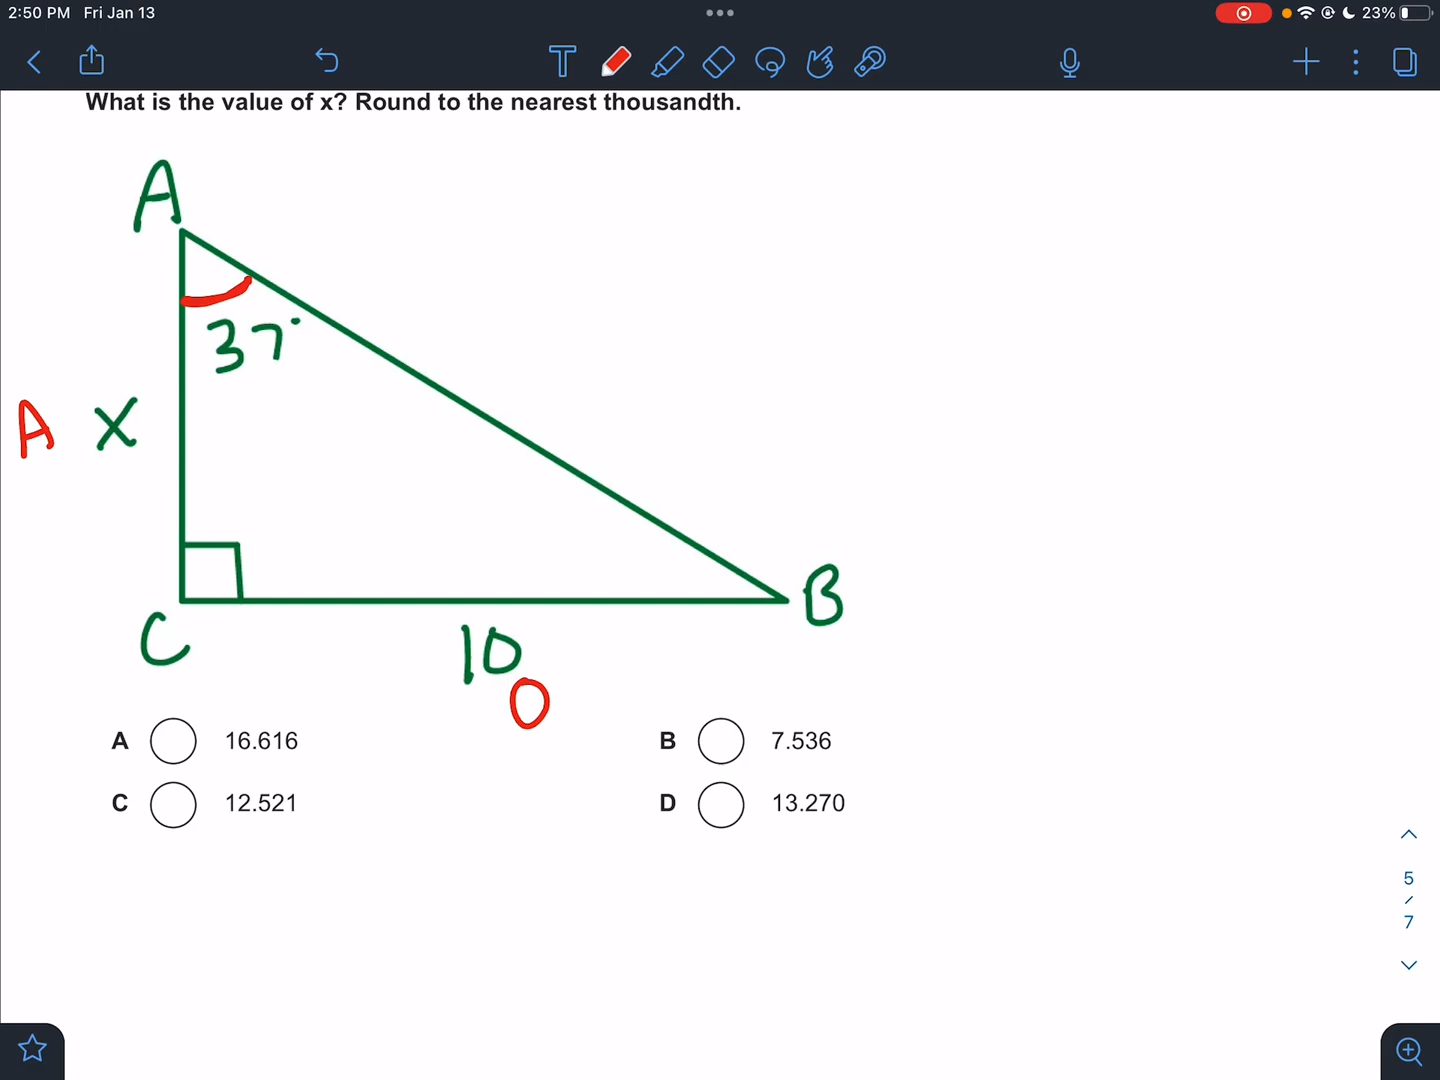 2:50 PM Fri Jan 13
23%
T
What is the value of x? Round to the nearest thousandth.
A
37°
A X
B
C
10
O
A 16.616
B 7.536
C 12.521
D 13.270
5
/
7